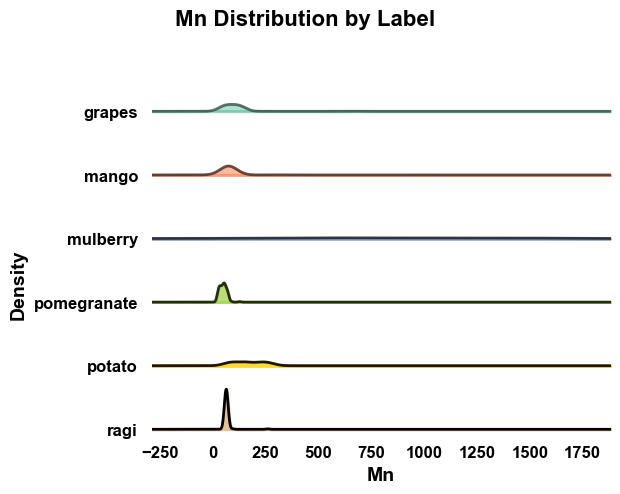 Mn Distribution by Label
grapes
mango
mulberry
pomegranate
potato
ragi
Density
−250 0 250 500 750 1000 1250 1500 1750
Mn